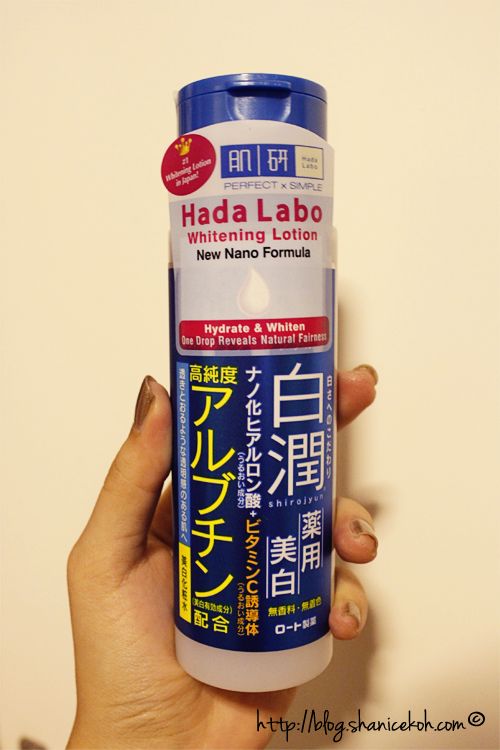 #1
Whitening Lotion
in Japan!
肌研
hada
Labo
PERFECT x SIMPLE
Hada Labo
Whitening Lotion
New Nano Formula
Hydrate & Whiten
One Drop Reveals Natural Fairness
白さへのこだわり
白潤
shirojyun
薬用
美白
無香料・無着色
ロート製薬
ナノ化ヒアルロン酸+ビタミンC誘導体
(うるおい成分)
(うるおい成分)
高純度
アルブチン
(美白有効成分)
配合
透きとおるような透明感のある肌へ
美白化粧水
http://blog.shanicekoh.com ©